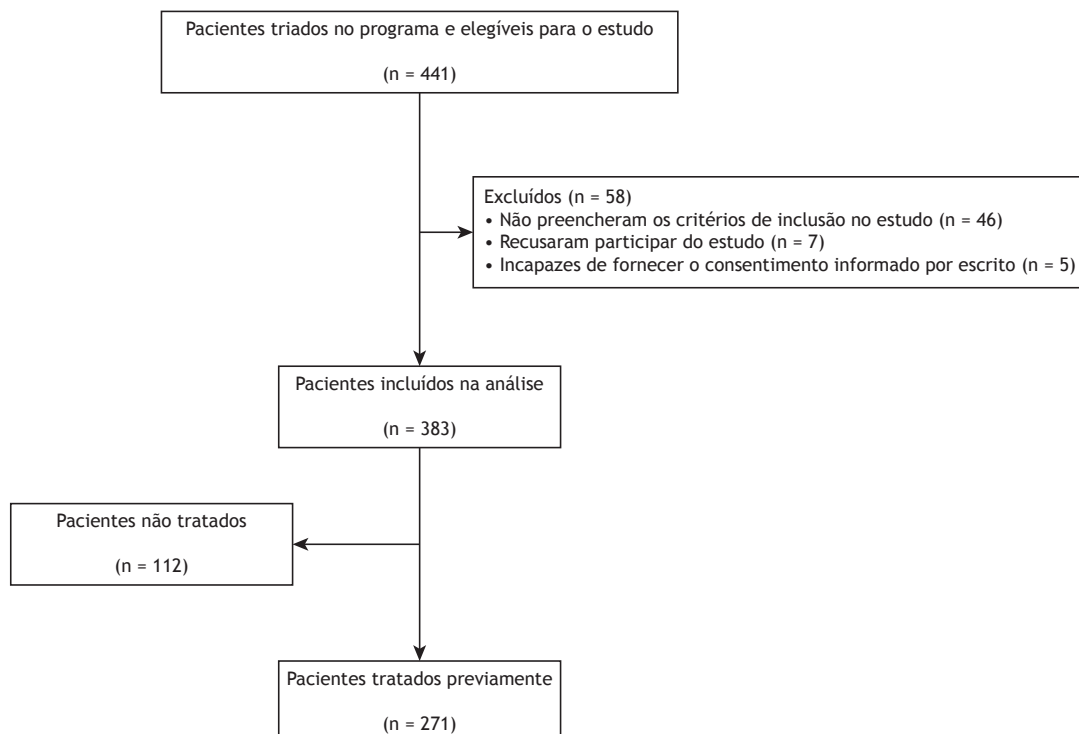 Pacientes triados no programa e elegíveis para o estudo
(n = 441)
Excluídos (n = 58)
• Não preencheram os critérios de inclusão no estudo (n = 46)
• Recusaram participar do estudo (n = 7)
• Incapazes de fornecer o consentimento informado por escrito (n = 5)
Pacientes incluídos na análise
(n = 383)
Pacientes não tratados
(n = 112)
Pacientes tratados previamente
(n = 271)